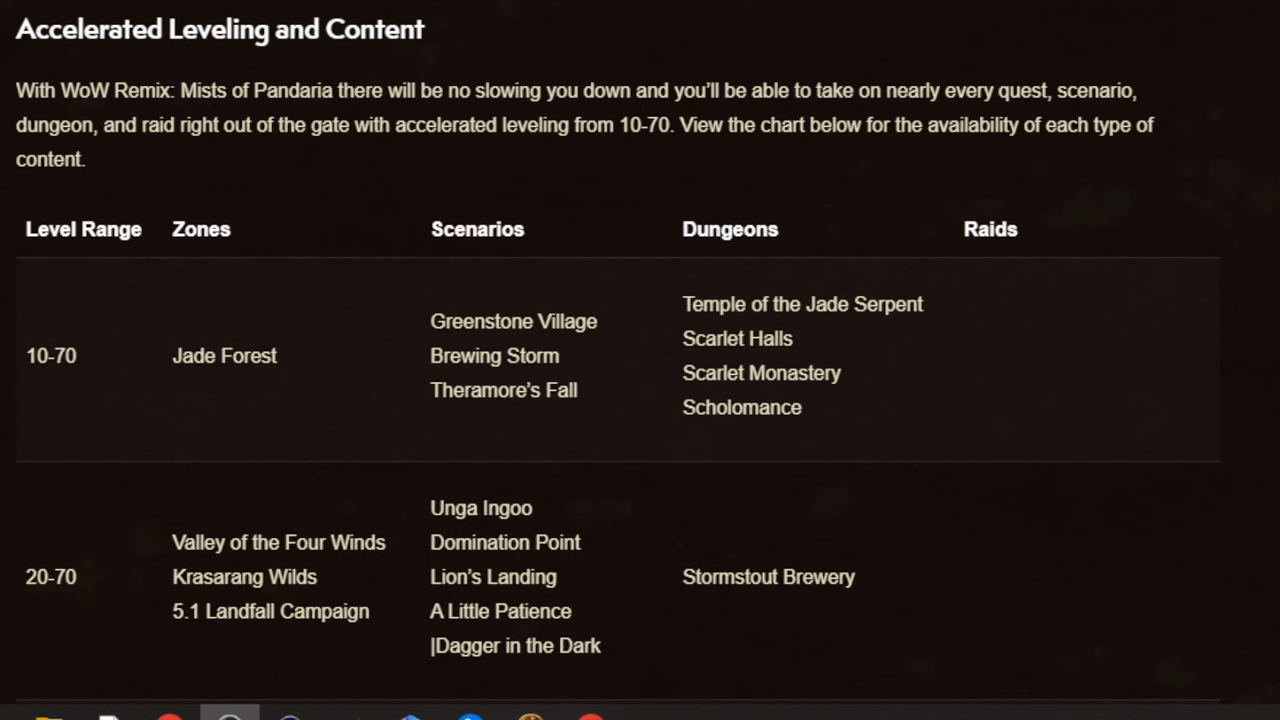 Accelerated Leveling and Content
With WoW Remix: Mists of Pandaria there will be no slowing you down and you'll be able to take on nearly every quest, scenario,
dungeon, and raid right out of the gate with accelerated leveling from 10-70. View the chart below for the availability of each type of
content.
Level Range Zones Scenarios Dungeons Raids
10-70 Jade Forest
Greenstone Village
Brewing Storm
Theramore's Fall
Temple of the Jade Serpent
Scarlet Halls
Scarlet Monastery
Scholomance
20-70
Valley of the Four Winds
Krasarang Wilds
5.1 Landfall Campaign
Unga Ingoo
Domination Point
Lion's Landing
A Little Patience
|Dagger in the Dark
Stormstout Brewery